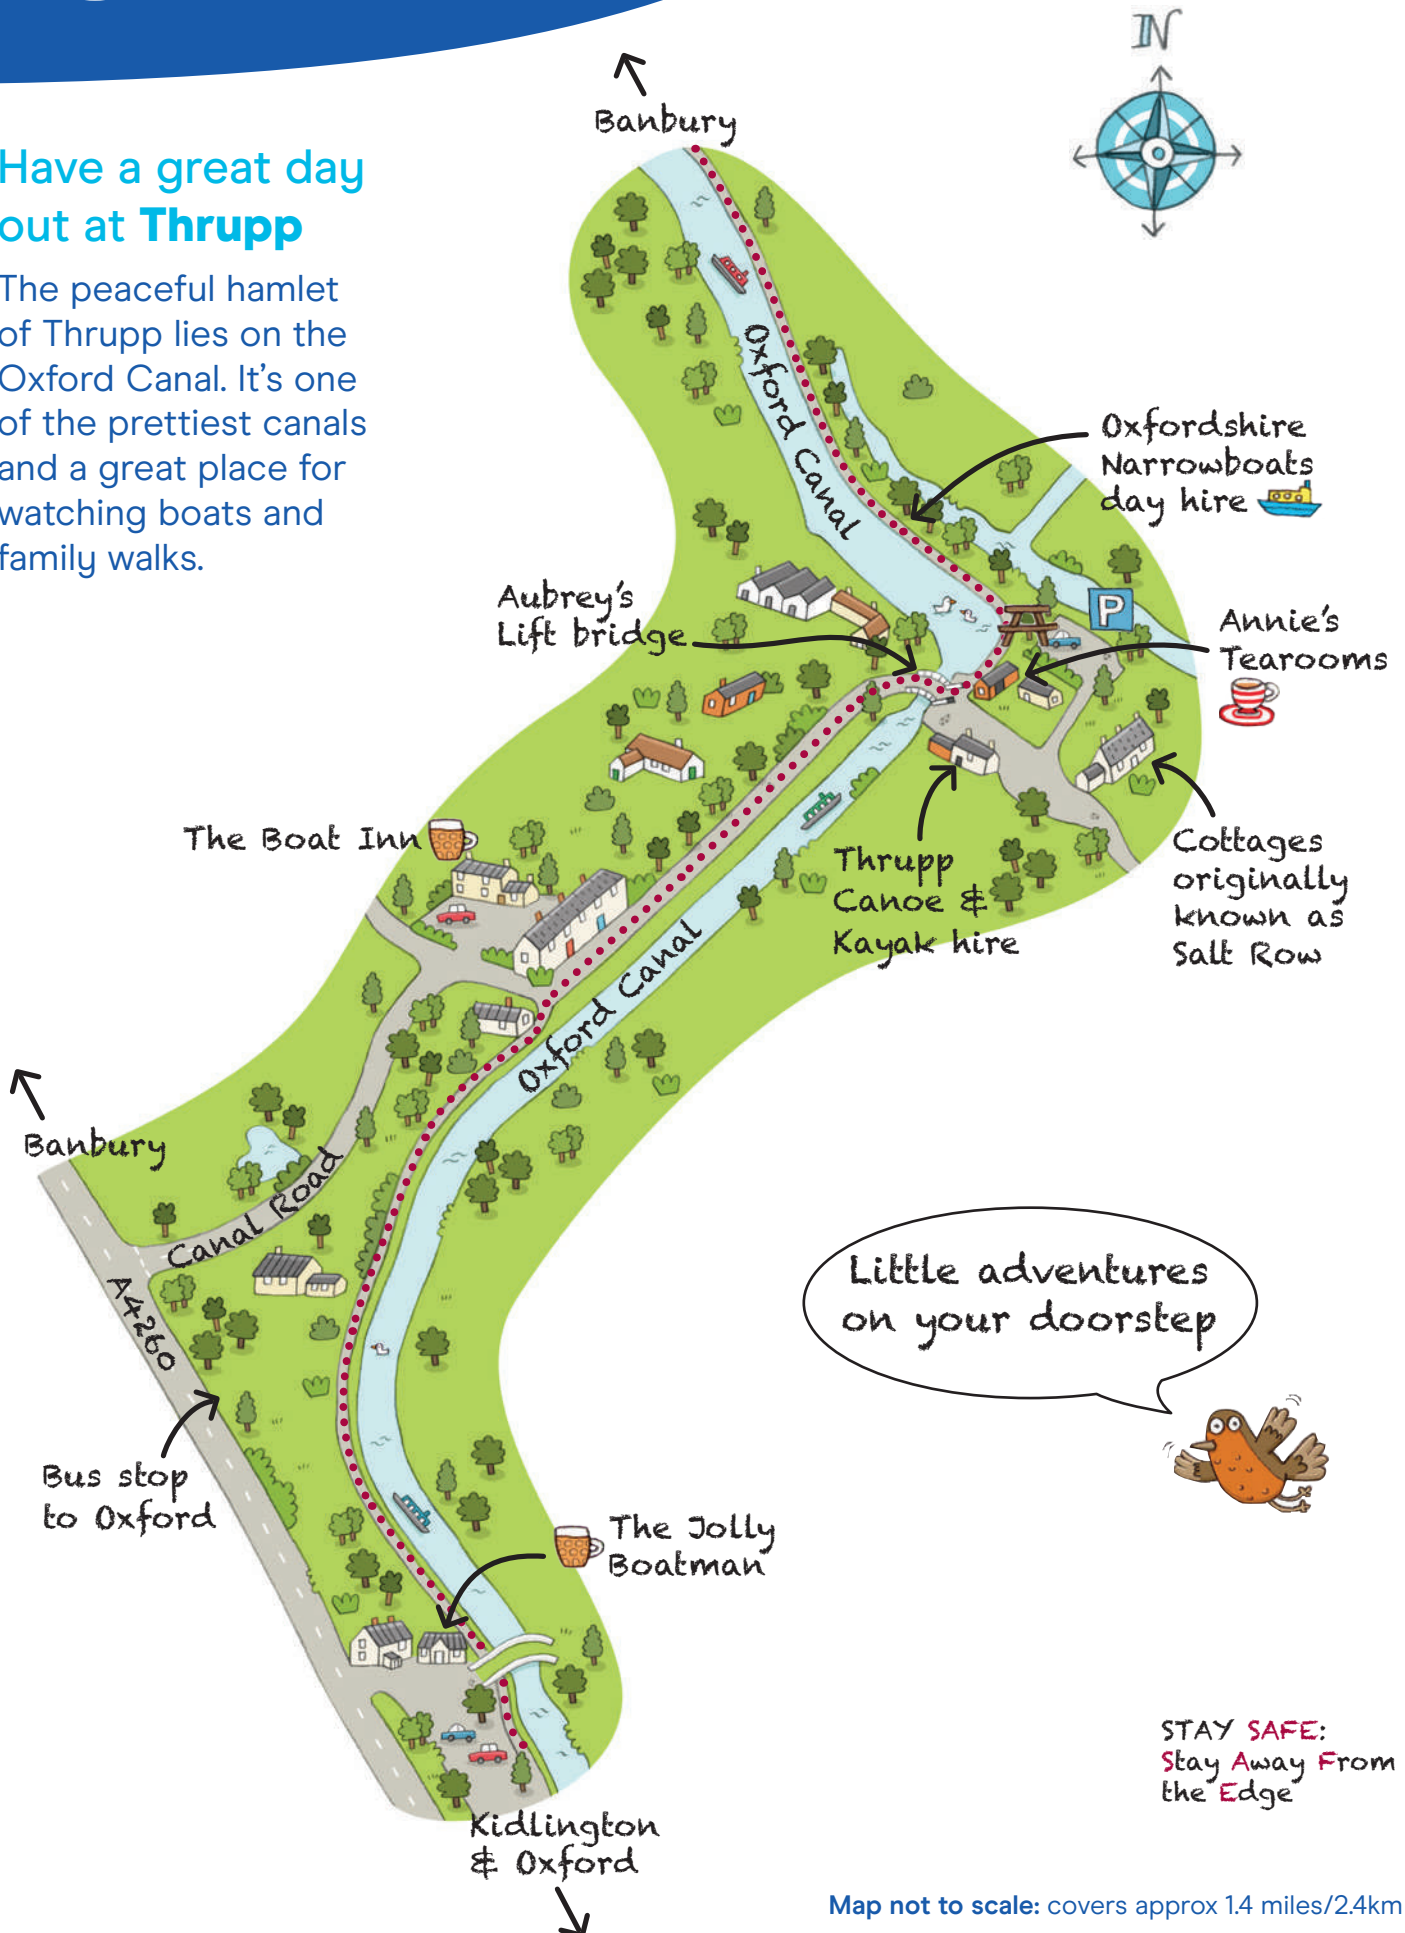 N
Banbury
Have a great day
out at Thrupp
The peaceful hamlet
of Thrupp lies on the
Oxford Canal. It's one
of the prettiest canals
and a great place for
watching boats and
family walks.
Oxford Canal
Oxfordshire
Narrowboats
day hire
Aubrey's
Lift bridge
P
Annie's
Tearooms
The Boat Inn
Thrupp
Canoe &
Kayak hire
Cottages
originally
known as
Salt Row
Oxford Canal
Banbury
Canal Road
A4260
Little adventures
on your doorstep
Bus stop
to Oxford
The Jolly
Boatman
STAY SAFE:
Stay Away From
the Edge
Kidlington
& Oxford
Map not to scale: covers approx 1.4 miles/2.4km